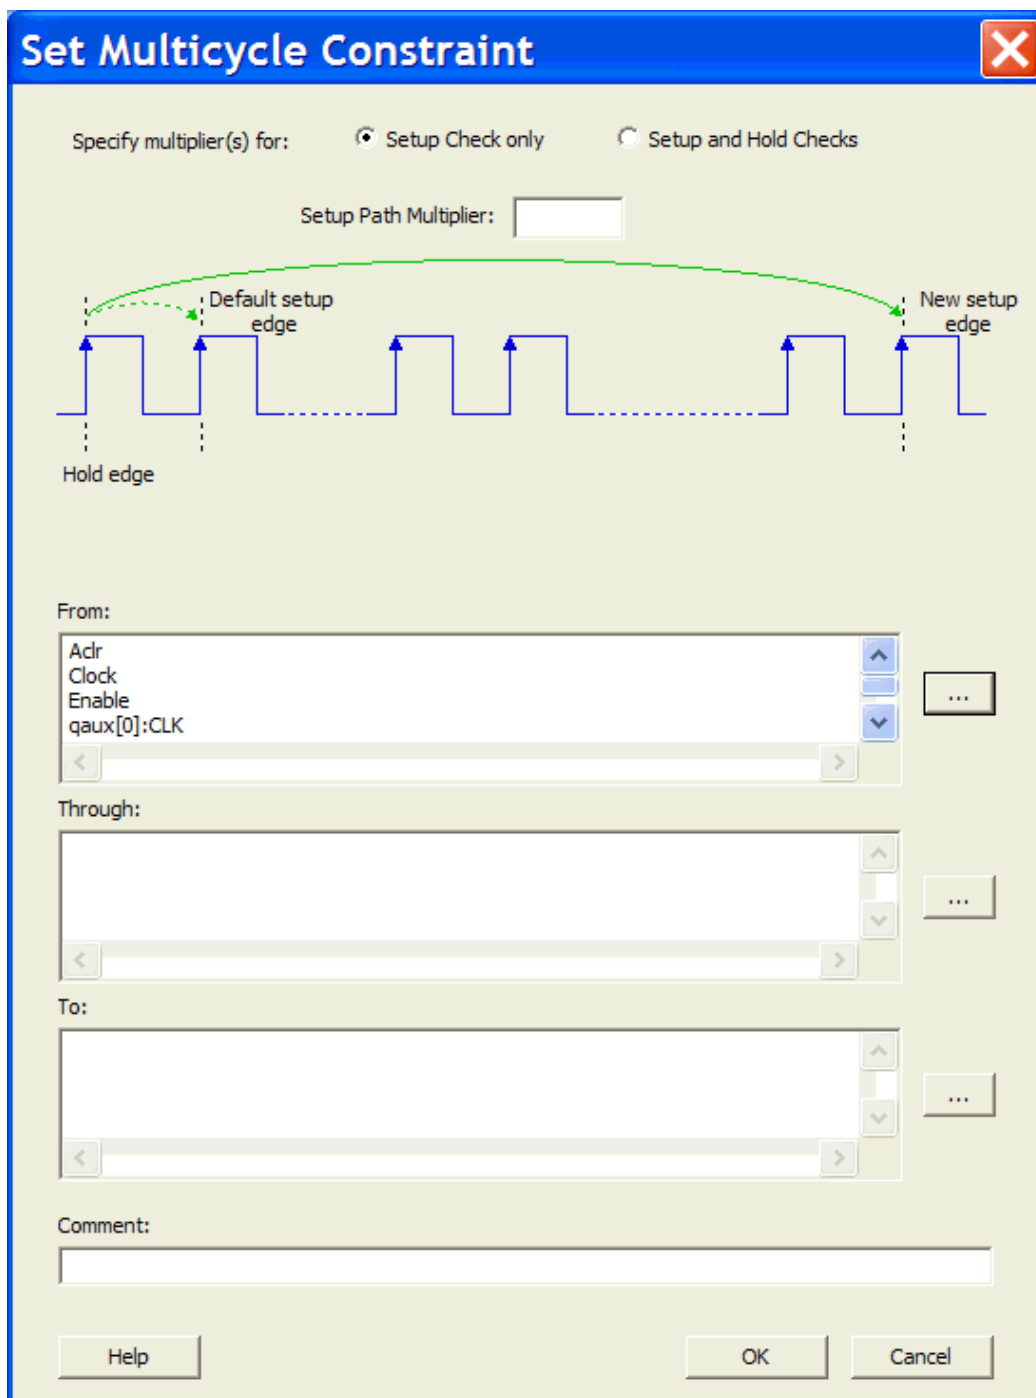 Set Multicycle Constraint
Specify multiplier(s) for: Setup Check only Setup and Hold Checks
Setup Path Multiplier:
Default setup
edge
New setup
edge
Hold edge
From:
Aclr
Clock
Enable
qaux[0]:CLK
...
Through:
...
To:
...
Comment:
Help OK Cancel